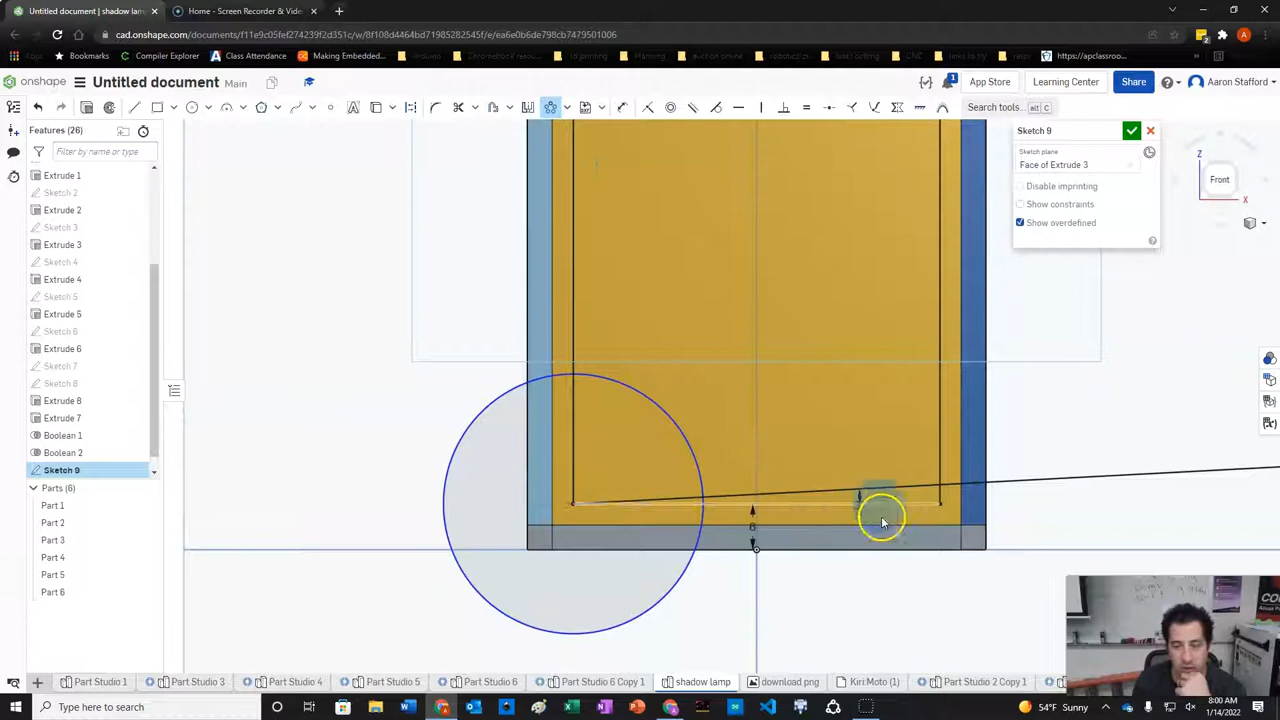 Untitled document | shadow lamp
Home - Screen Recorder & Vide
cad.onshape.com/documents/f11e9c05fef274239f2d351c/w/8f108d4464bd71985282545f/e/ea6e0b6de798cb7479501006
Apps
Bookmarks
Compiler Explorer
Class Attendance
Making Embedded...
https://apclassroo...
onshape
Untitled document
Main
App Store
Learning Center
Share
Aaron Stafford
Search tools...
alt C
Features (26)
Filter by name or type
Extrude 1
Sketch 2
Extrude 2
Sketch 3
Extrude 3
Sketch 4
Extrude 4
Sketch 5
Extrude 5
Sketch 6
Extrude 6
Sketch 7
Sketch 8
Extrude 8
Extrude 7
Boolean 1
Boolean 2
Sketch 9
Parts (6)
Part 1
Part 2
Part 3
Part 4
Part 5
Part 6
Sketch 9
Sketch plane
Face of Extrude 3
Disable imprinting
Show constraints
Show overdefined
Z
Front
X
6
Part Studio 1
Part Studio 3
Part Studio 4
Part Studio 5
Part Studio 6
Part Studio 6 Copy 1
shadow lamp
download png
Kiri:Moto (1)
Part Studio 2 Copy 1
Type here to search
54°F Sunny
8:00 AM
1/14/2022